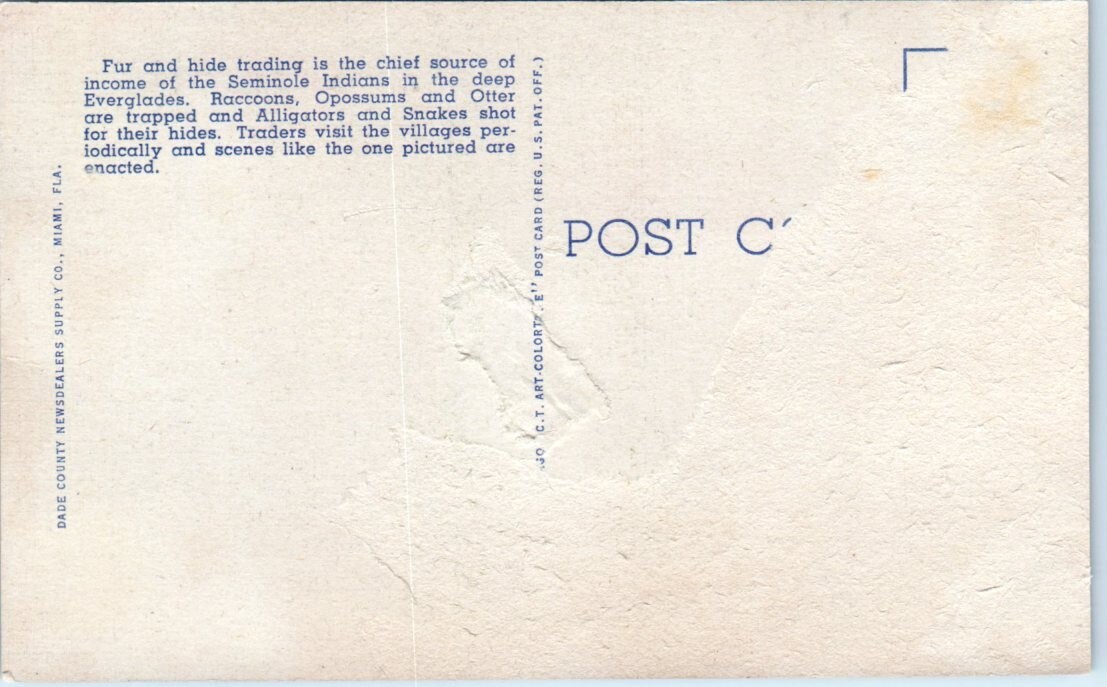 Fur and hide trading is the chief source of
income of the Seminole Indians in the deep
Everglades. Raccoons, Opossums and Otter
are trapped and Alligators and Snakes shot
for their hides. Traders visit the villages per-
iodically and scenes like the one pictured are
enacted.
DADE COUNTY NEWSDEALERS SUPPLY CO., MIAMI, FLA.
C.T. ART-COLORT E" POST CARD (REG. U.S. PAT. OFF.)
POST C